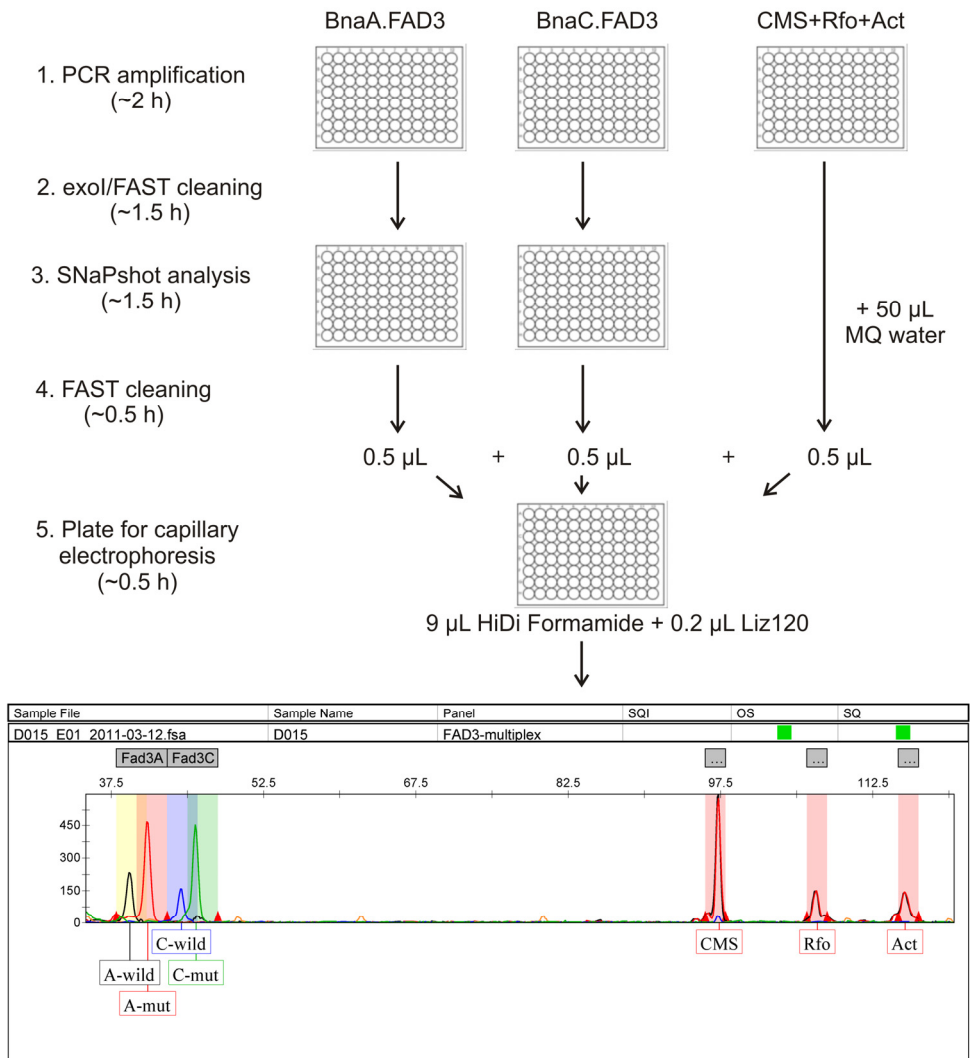 BnaA.FAD3 BnaC.FAD3 CMS+Rfo+Act
1. PCR amplification
(~2 h)
2. exoI/FAST cleaning
(~1.5 h)
3. SNaPshot analysis
(~1.5 h)
+ 50 µL
MQ water
4. FAST cleaning
(~0.5 h)
0.5 µL + 0.5 µL + 0.5 µL
5. Plate for capillary
electrophoresis
(~0.5 h)
9 µL HiDi Formamide + 0.2 µL Liz120
Sample File Sample Name Panel SQI OS SQ
D015_E01_2011-03-12.fsa D015 FAD3-multiplex
Fad3A Fad3C ... ... ...
37.5 52.5 67.5 82.5 97.5 112.5
450
300
150
0
C-wild CMS Rfo Act
A-wild C-mut
A-mut